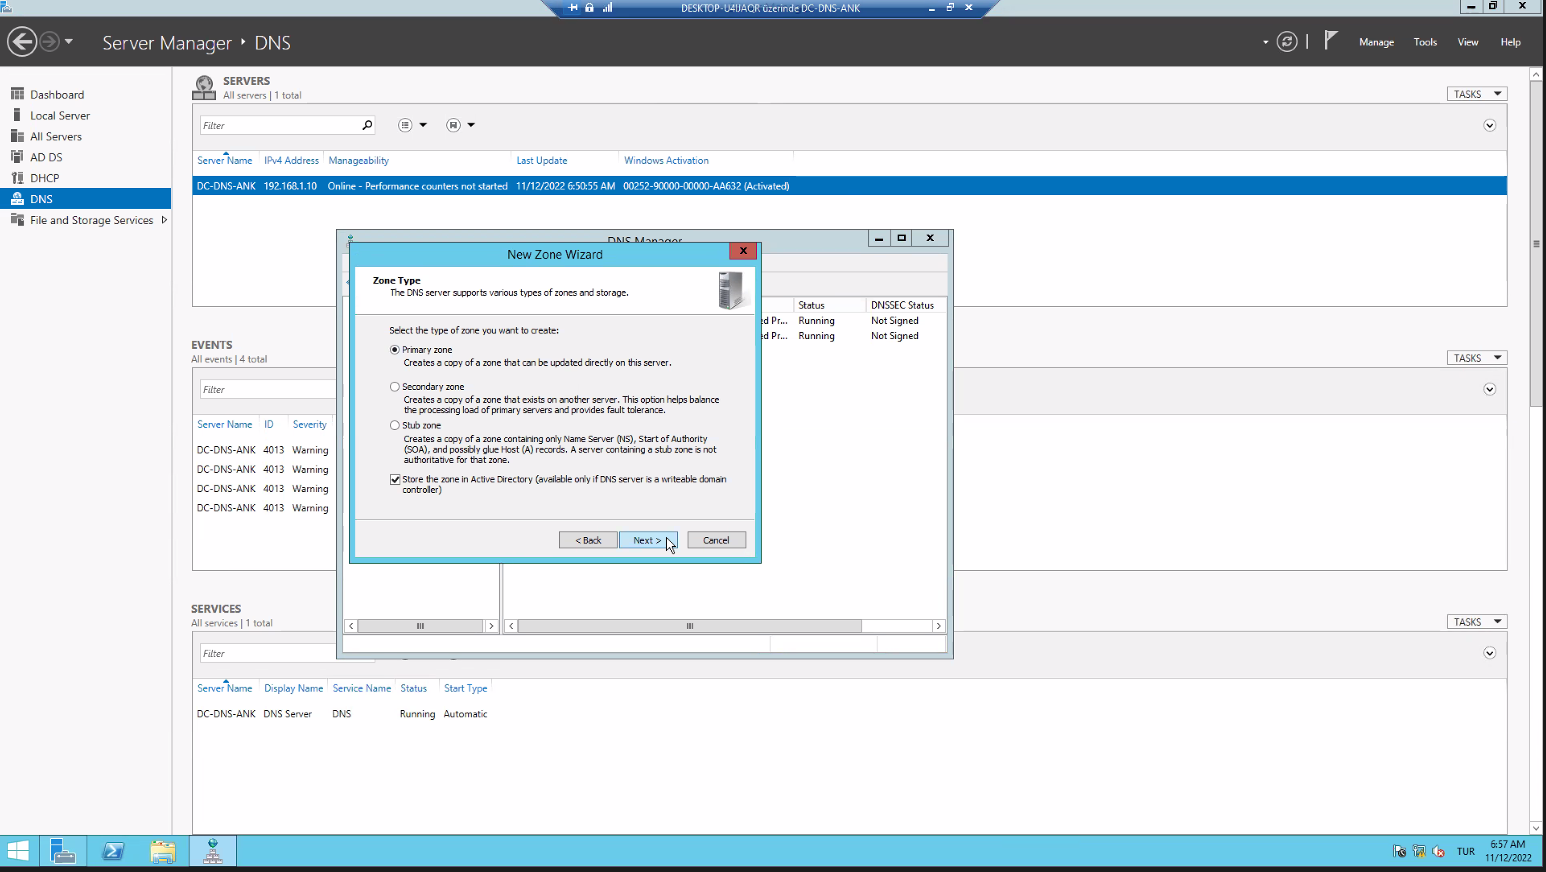 DESKTOP-U4IJAQR üzerinde DC-DNS-ANK
Server Manager • DNS
Manage Tools View Help
Dashboard
Local Server
All Servers
AD DS
DHCP
DNS
File and Storage Services
SERVERS
All servers | 1 total
TASKS
Filter
Server Name IPv4 Address Manageability Last Update Windows Activation
DC-DNS-ANK 192.168.1.10 Online - Performance counters not started 11/12/2022 6:50:55 AM 00252-90000-00000-AA632 (Activated)
DNS Manager
New Zone Wizard
Zone Type
The DNS server supports various types of zones and storage.
Select the type of zone you want to create:
Primary zone
Creates a copy of a zone that can be updated directly on this server.
Secondary zone
Creates a copy of a zone that exists on another server. This option helps balance
the processing load of primary servers and provides fault tolerance.
Stub zone
Creates a copy of a zone containing only Name Server (NS), Start of Authority
(SOA), and possibly glue Host (A) records. A server containing a stub zone is not
authoritative for that zone.
Store the zone in Active Directory (available only if DNS server is a writeable domain
controller)
< Back Next > Cancel
Status DNSSEC Status
ed Pr... Running Not Signed
ed Pr... Running Not Signed
EVENTS
All events | 4 total
TASKS
Filter
Server Name ID Severity
DC-DNS-ANK 4013 Warning
DC-DNS-ANK 4013 Warning
DC-DNS-ANK 4013 Warning
DC-DNS-ANK 4013 Warning
SERVICES
All services | 1 total
TASKS
Filter
Server Name Display Name Service Name Status Start Type
DC-DNS-ANK DNS Server DNS Running Automatic
TUR
6:57 AM
11/12/2022